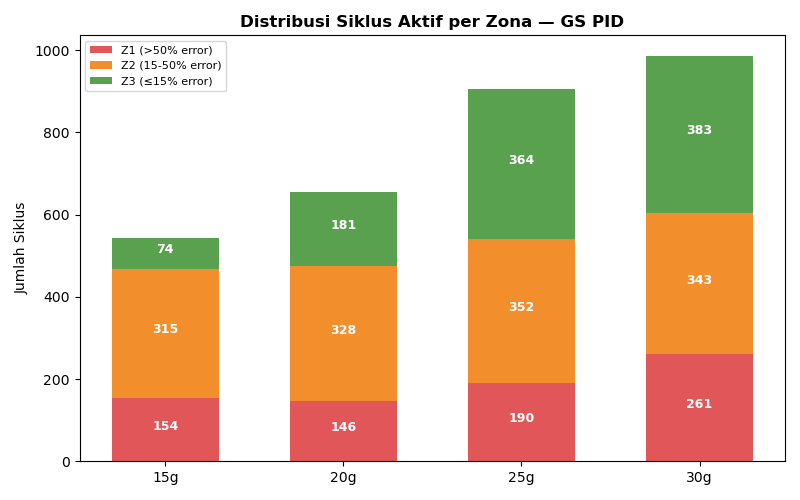 Distribusi Siklus Aktif per Zona — GS PID
Z1 (>50% error)
Z2 (15-50% error)
Z3 (≤15% error)
Jumlah Siklus
1000
800
600
400
200
0
74
315
154
181
328
146
364
352
190
383
343
261
15g
20g
25g
30g